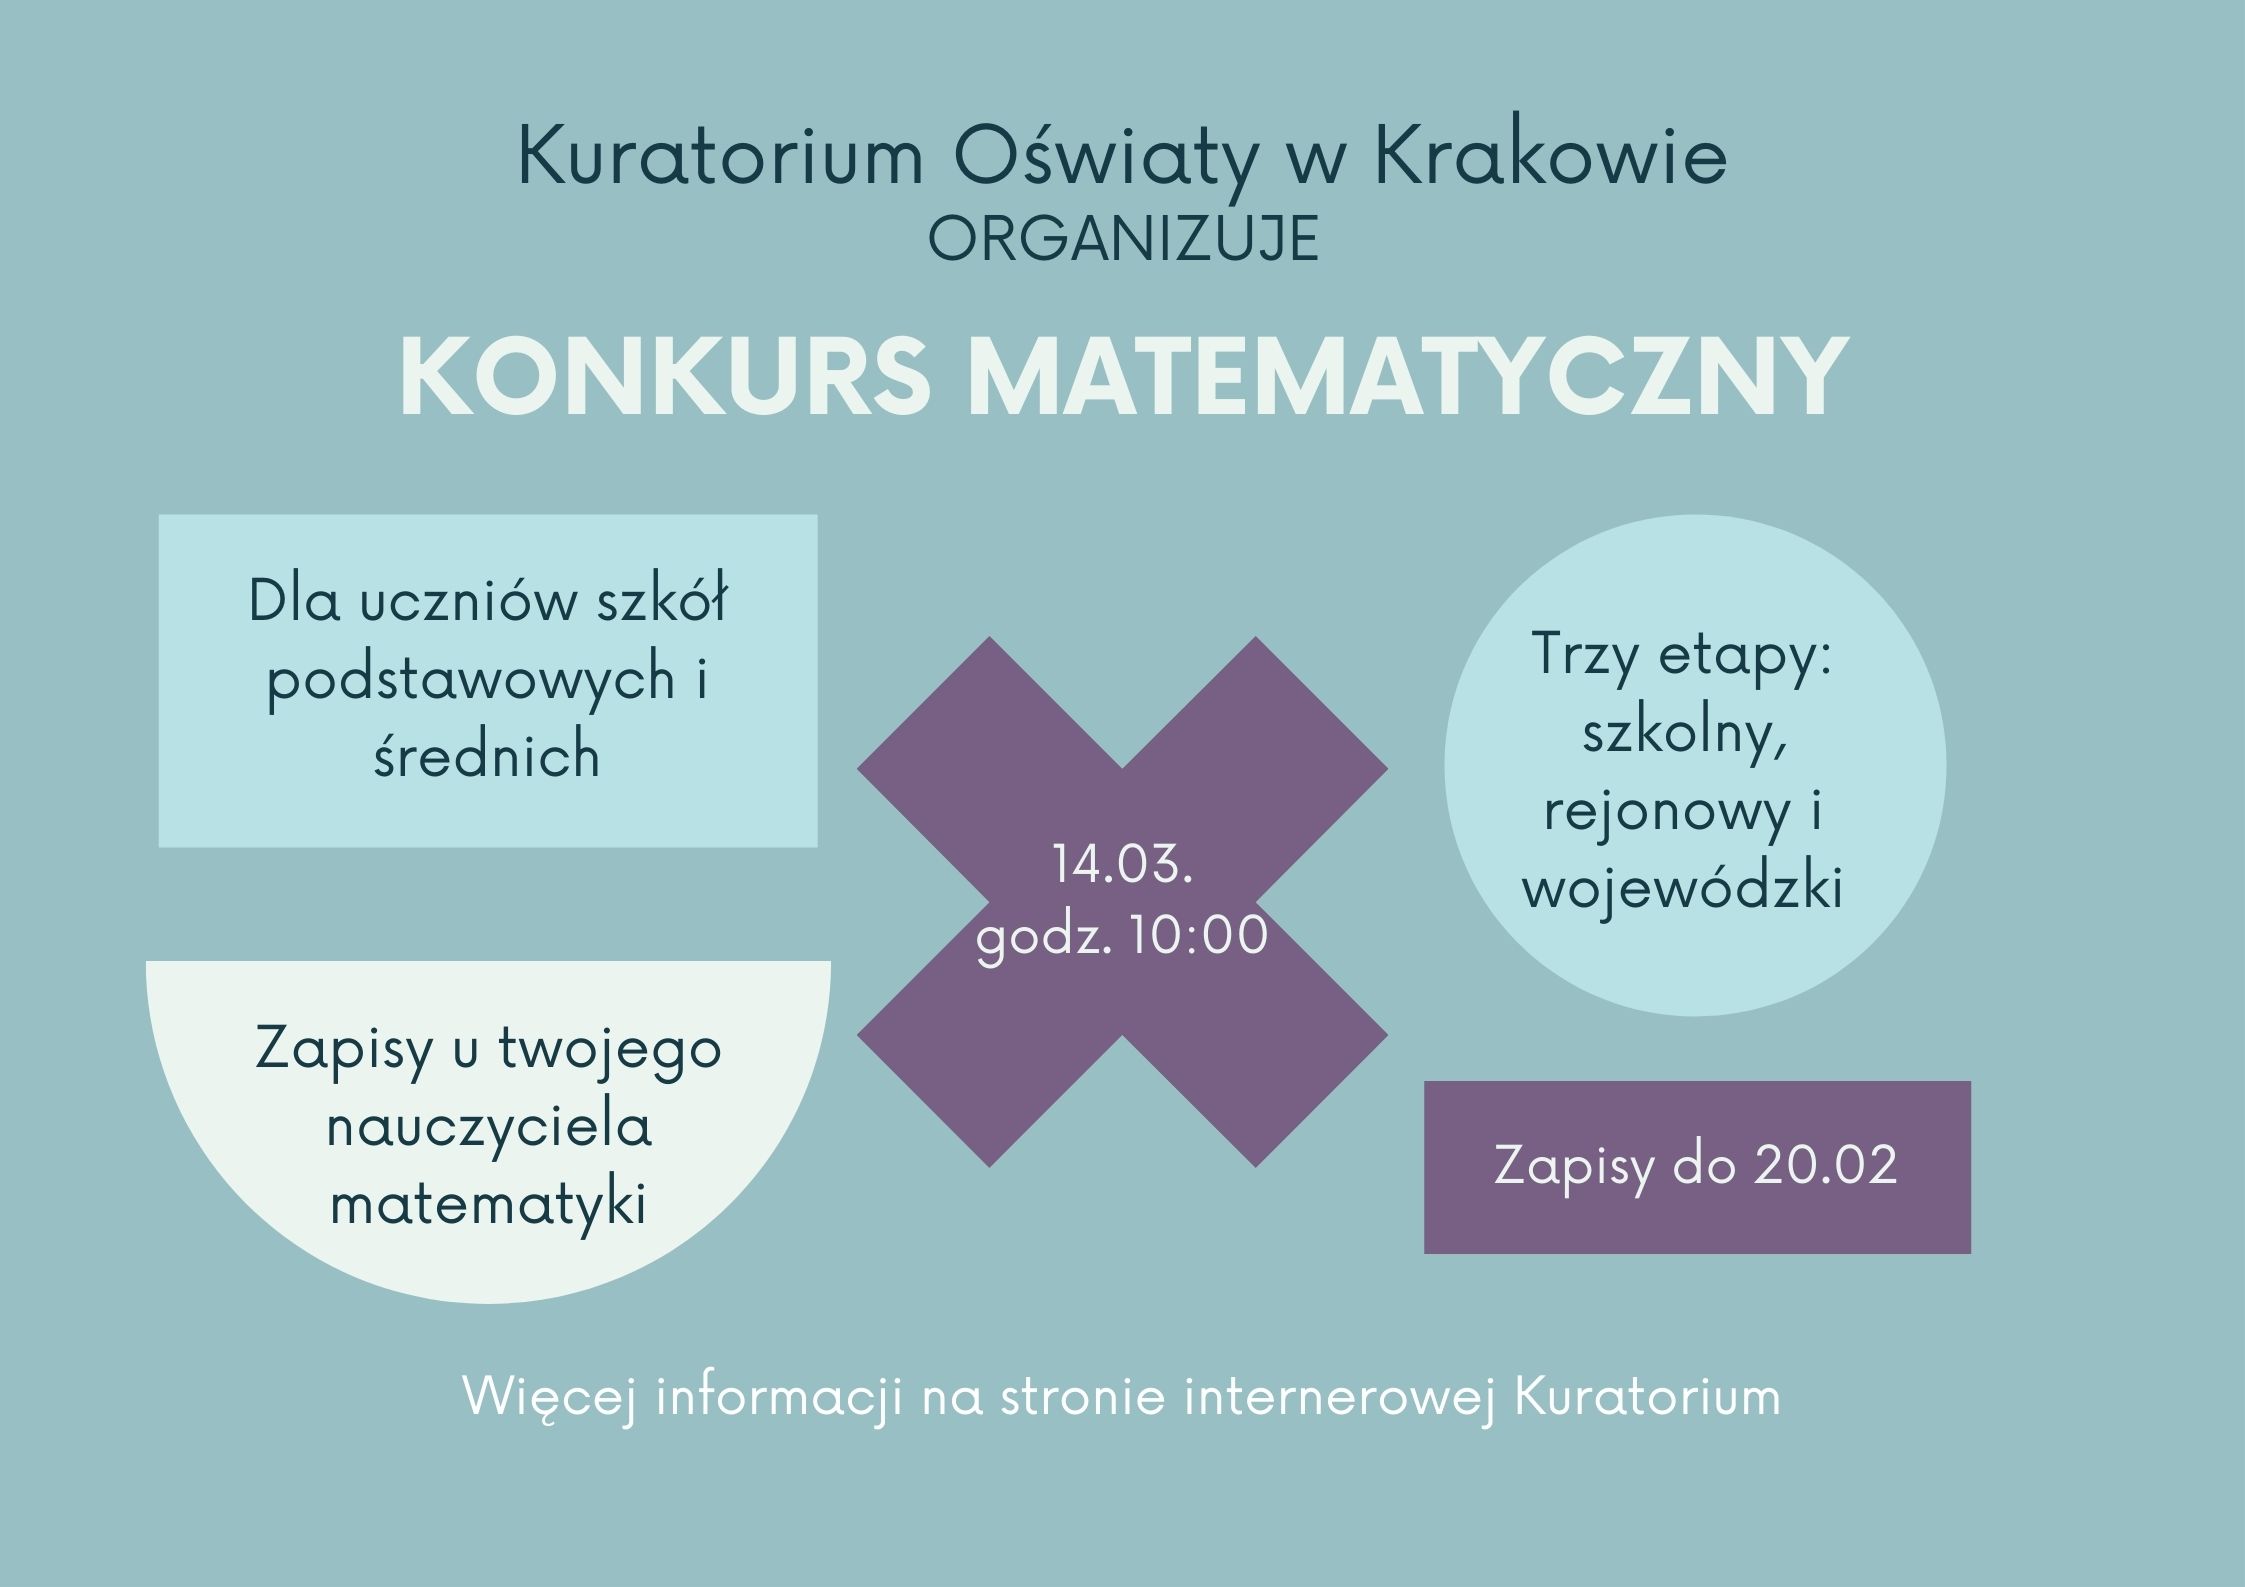 Kuratorium Oświaty w Krakowie
ORGANIZUJE
KONKURS MATEMATYCZNY
Dla uczniów szkół
podstawowych i
średnich
Zapisy u twojego
nauczyciela
matematyki
14.03.
godz. 10:00
Trzy etapy:
szkolny,
rejonowy i
wojewódzki
Zapisy do 20.02
Więcej informacji na stronie internerowej Kuratorium